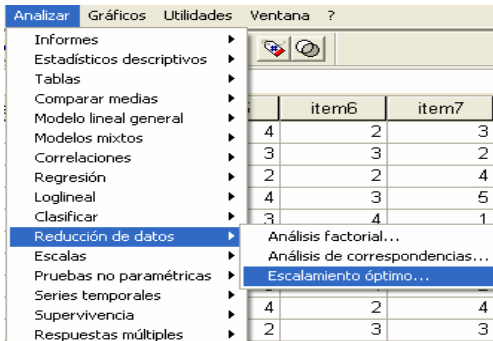 Analizar Gráficos Utilidades Ventana ?
Informes
Estadísticos descriptivos
Tablas
Comparar medias
item6 item7
Modelo lineal general
4 2 3
Modelos mixtos
3 3 2
Correlaciones
2 2 4
Regresión
4 3 5
Loglineal
3 4 1
Clasificar
Reducción de datos
Análisis factorial...
Escalas
Análisis de correspondencias...
Pruebas no paramétricas
Escalamiento óptimo...
Series temporales
4 2 4
Supervivencia
2 3 3
Respuestas múltiples